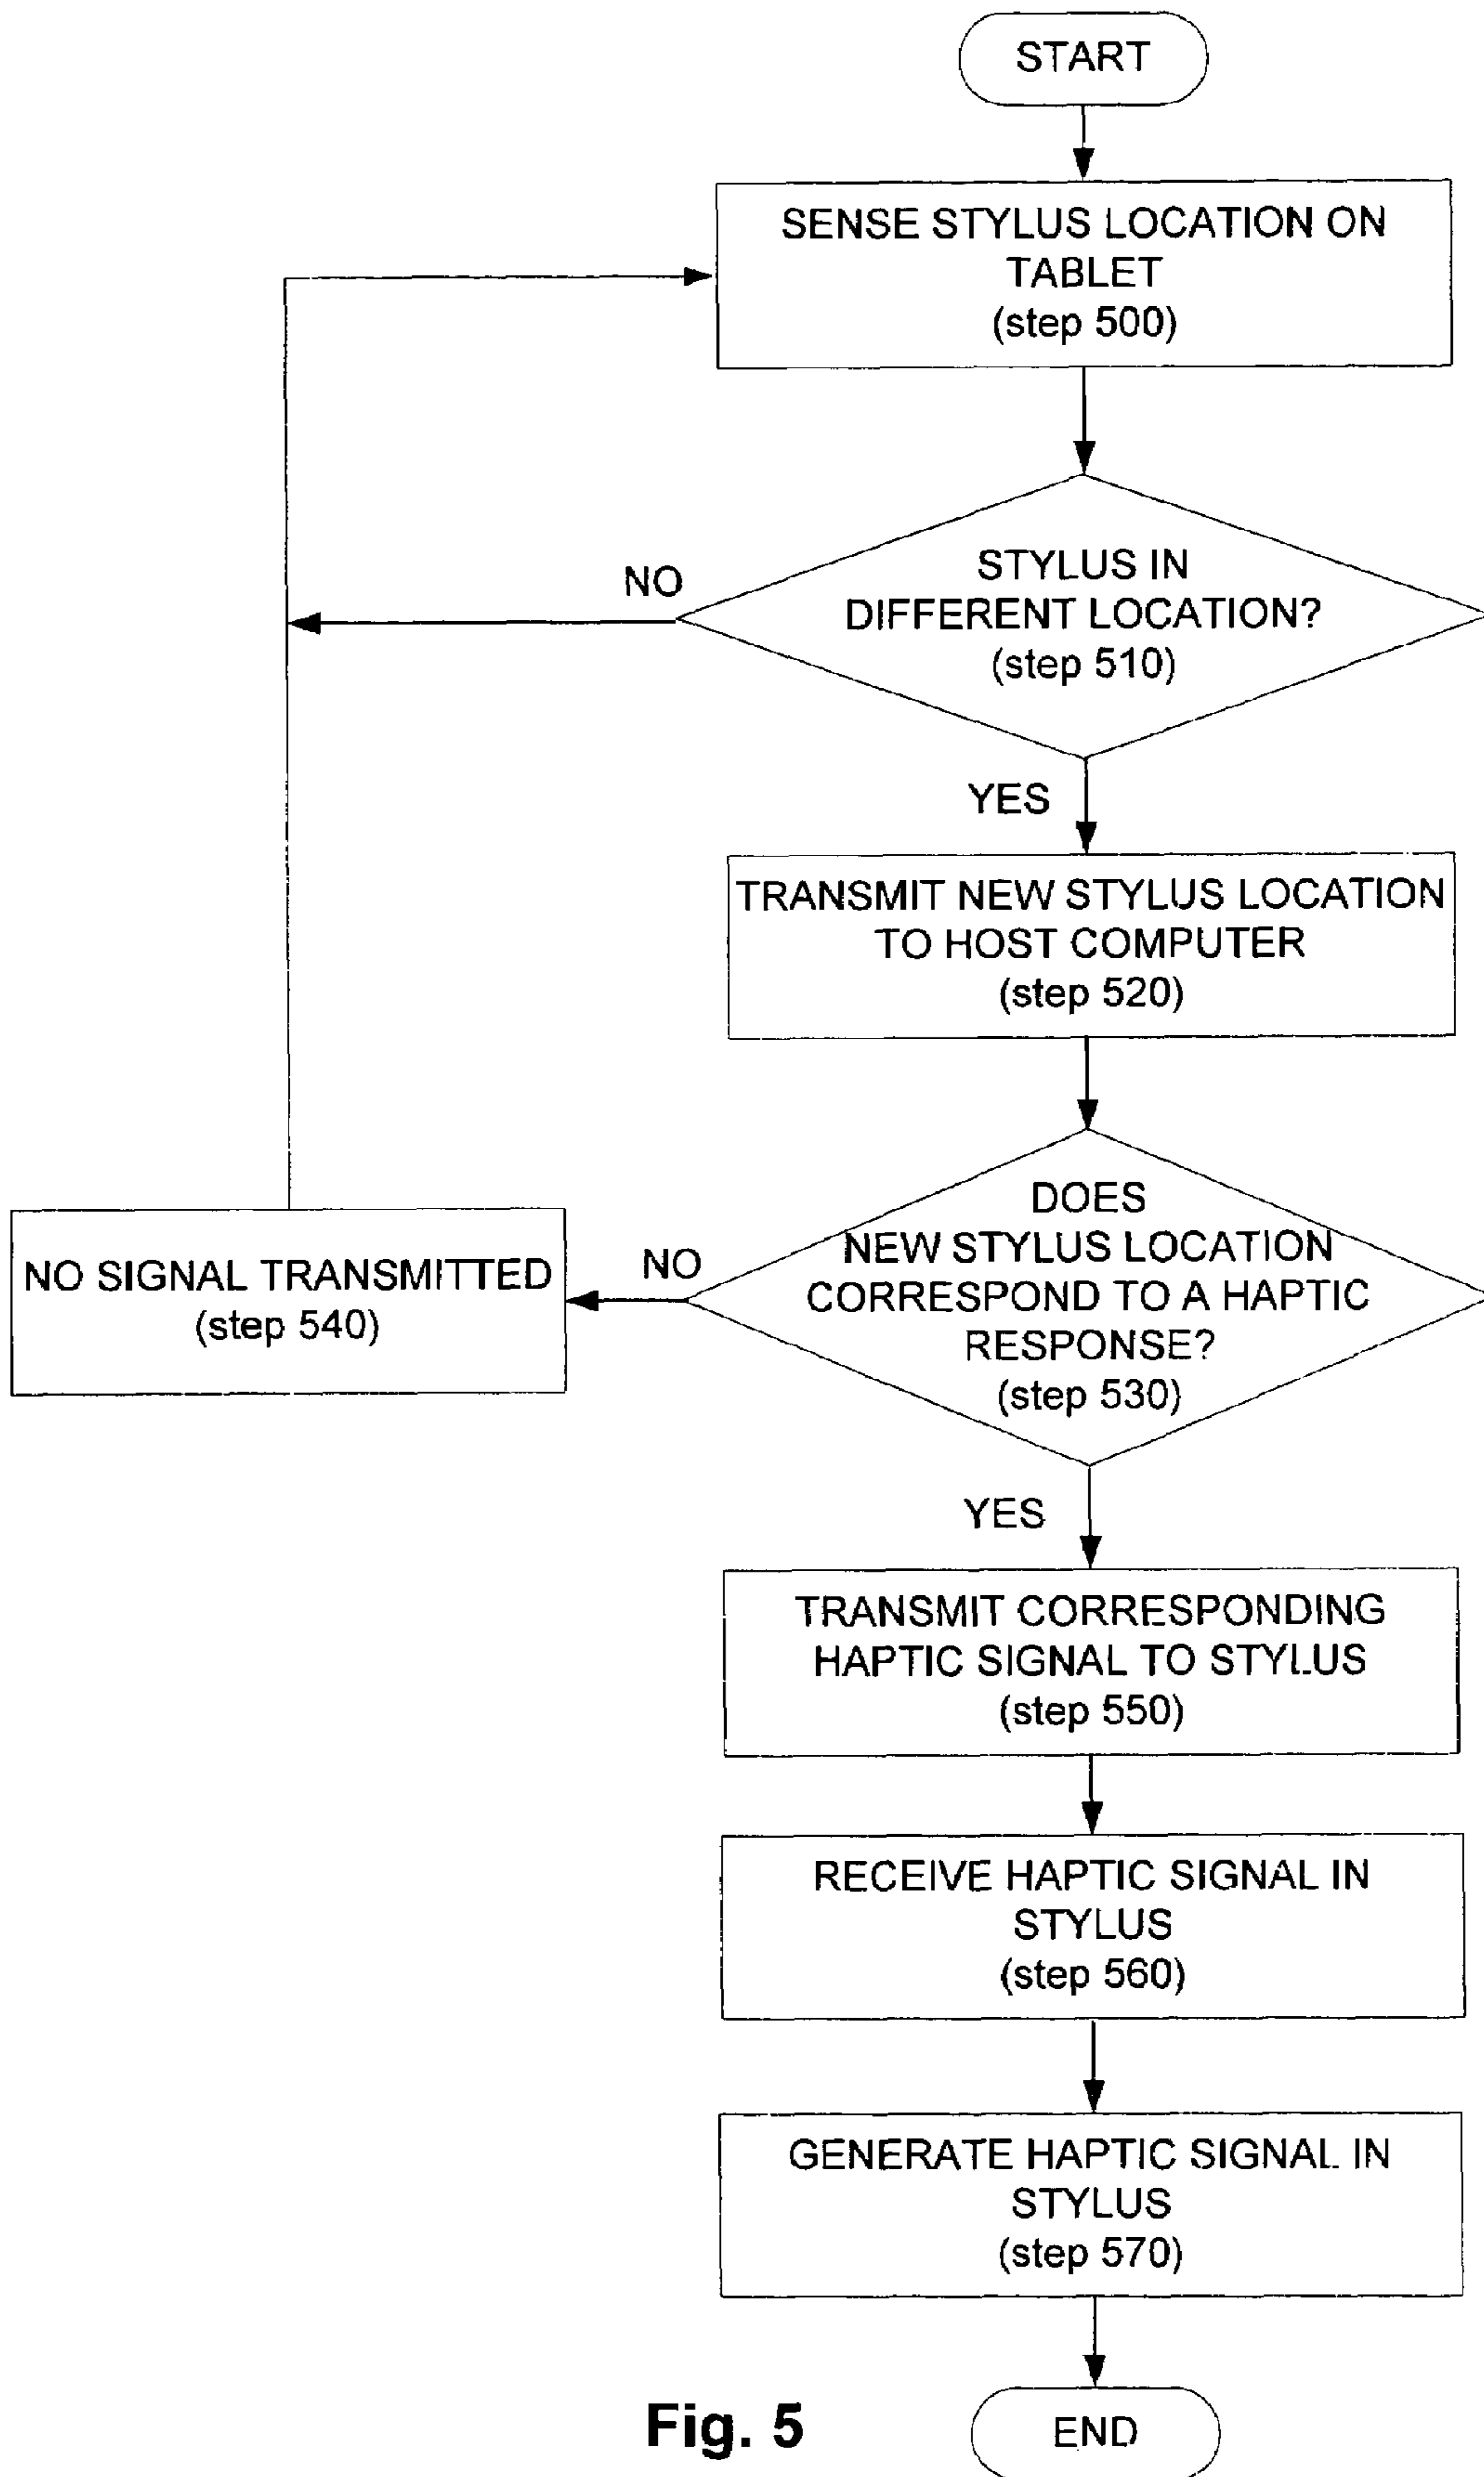 START
SENSE STYLUS LOCATION ON
TABLET
(step 500)
STYLUS IN
DIFFERENT LOCATION?
(step 510)
NO
YES
TRANSMIT NEW STYLUS LOCATION
TO HOST COMPUTER
(step 520)
DOES
NEW STYLUS LOCATION
CORRESPOND TO A HAPTIC
RESPONSE?
(step 530)
NO
NO SIGNAL TRANSMITTED
(step 540)
YES
TRANSMIT CORRESPONDING
HAPTIC SIGNAL TO STYLUS
(step 550)
RECEIVE HAPTIC SIGNAL IN
STYLUS
(step 560)
GENERATE HAPTIC SIGNAL IN
STYLUS
(step 570)
Fig. 5
END